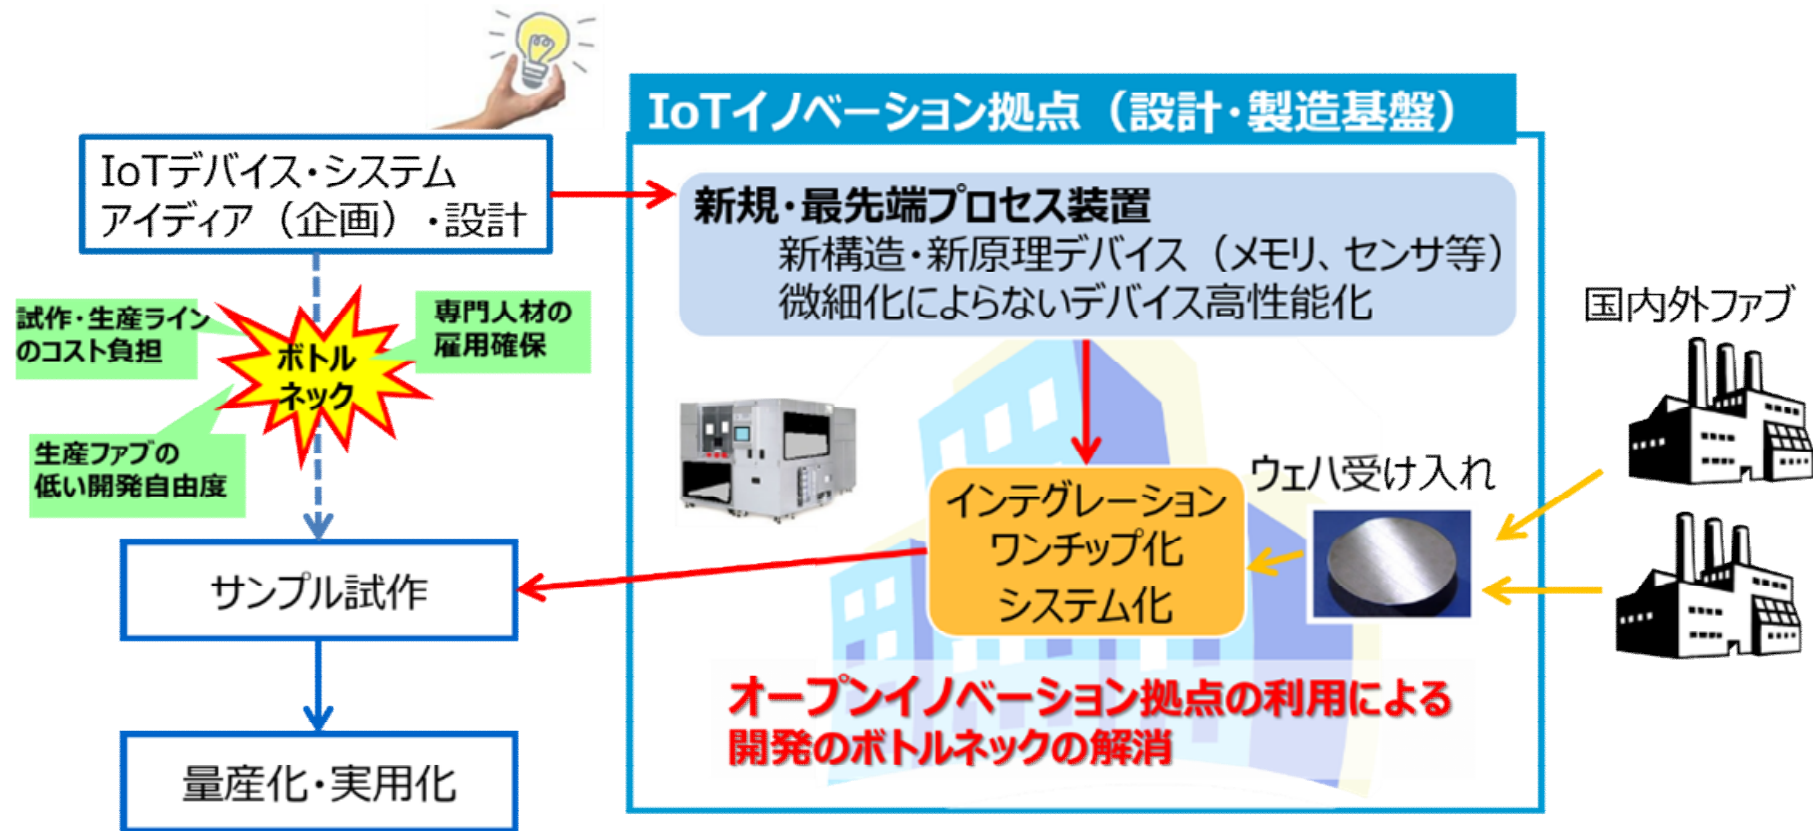 IoTデバイス・システム
アイディア（企画）・設計
試作・生産ライン
のコスト負担
専門人材の
雇用確保
ボトル
ネック
生産ファブの
低い開発自由度
サンプル試作
量産化・実用化
IoTイノベーション拠点（設計・製造基盤）
新規・最先端プロセス装置
新構造・新原理デバイス（メモリ、センサ等）
微細化によらないデバイス高性能化
インテグレーション
ワンチップ化
システム化
ウェハ受け入れ
オープンイノベーション拠点の利用による
開発のボトルネックの解消
国内外ファブ